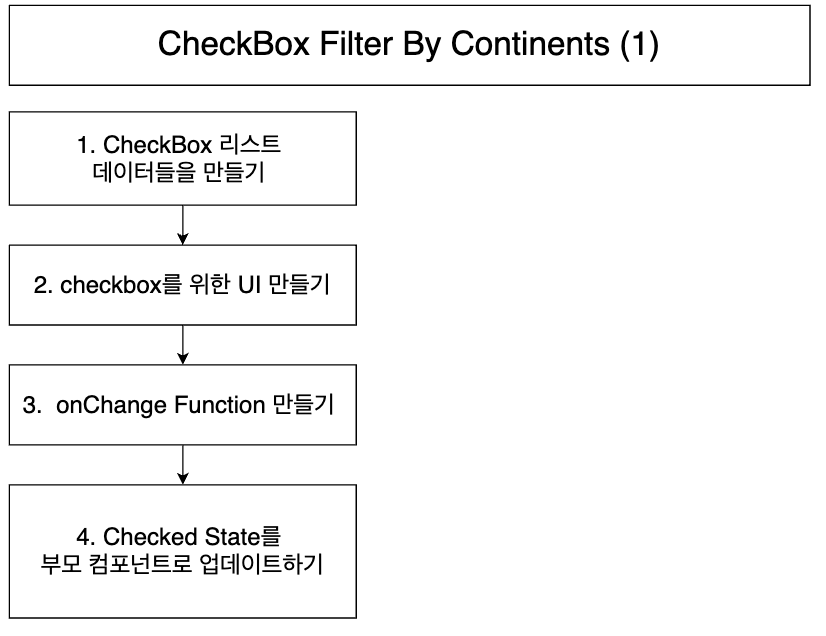 CheckBox Filter By Continents (1)
1. CheckBox 리스트
데이터들을 만들기
2. checkbox를 위한 UI 만들기
3.  onChange Function 만들기
4. Checked State를
부모 컴포넌트로 업데이트하기